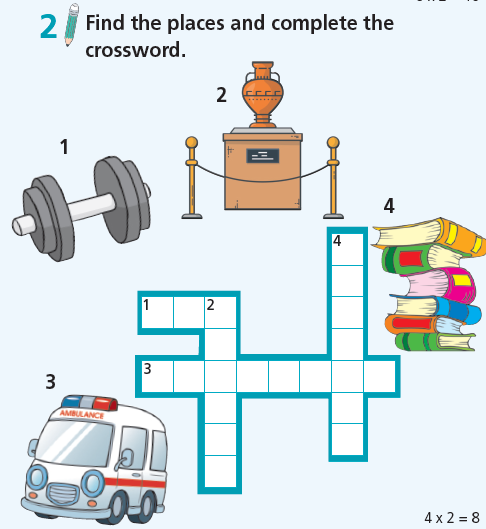 2 Find the places and complete the
crossword.
2
1
4
4
1 2
3
3
AMBULANCE
4 x 2 = 8